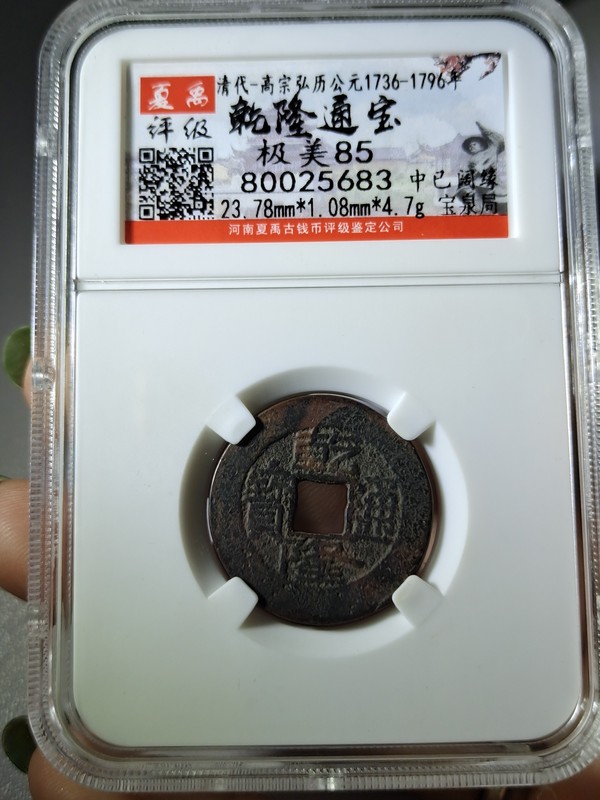 夏禹
评级
清代-高宗弘历公元1736-1796年
乾隆通宝
极美85
80025683 中已阔缘
23.78mm*1.08mm*4.7g 宝泉局
河南夏禹古钱币评级鉴定公司
乾隆通寳